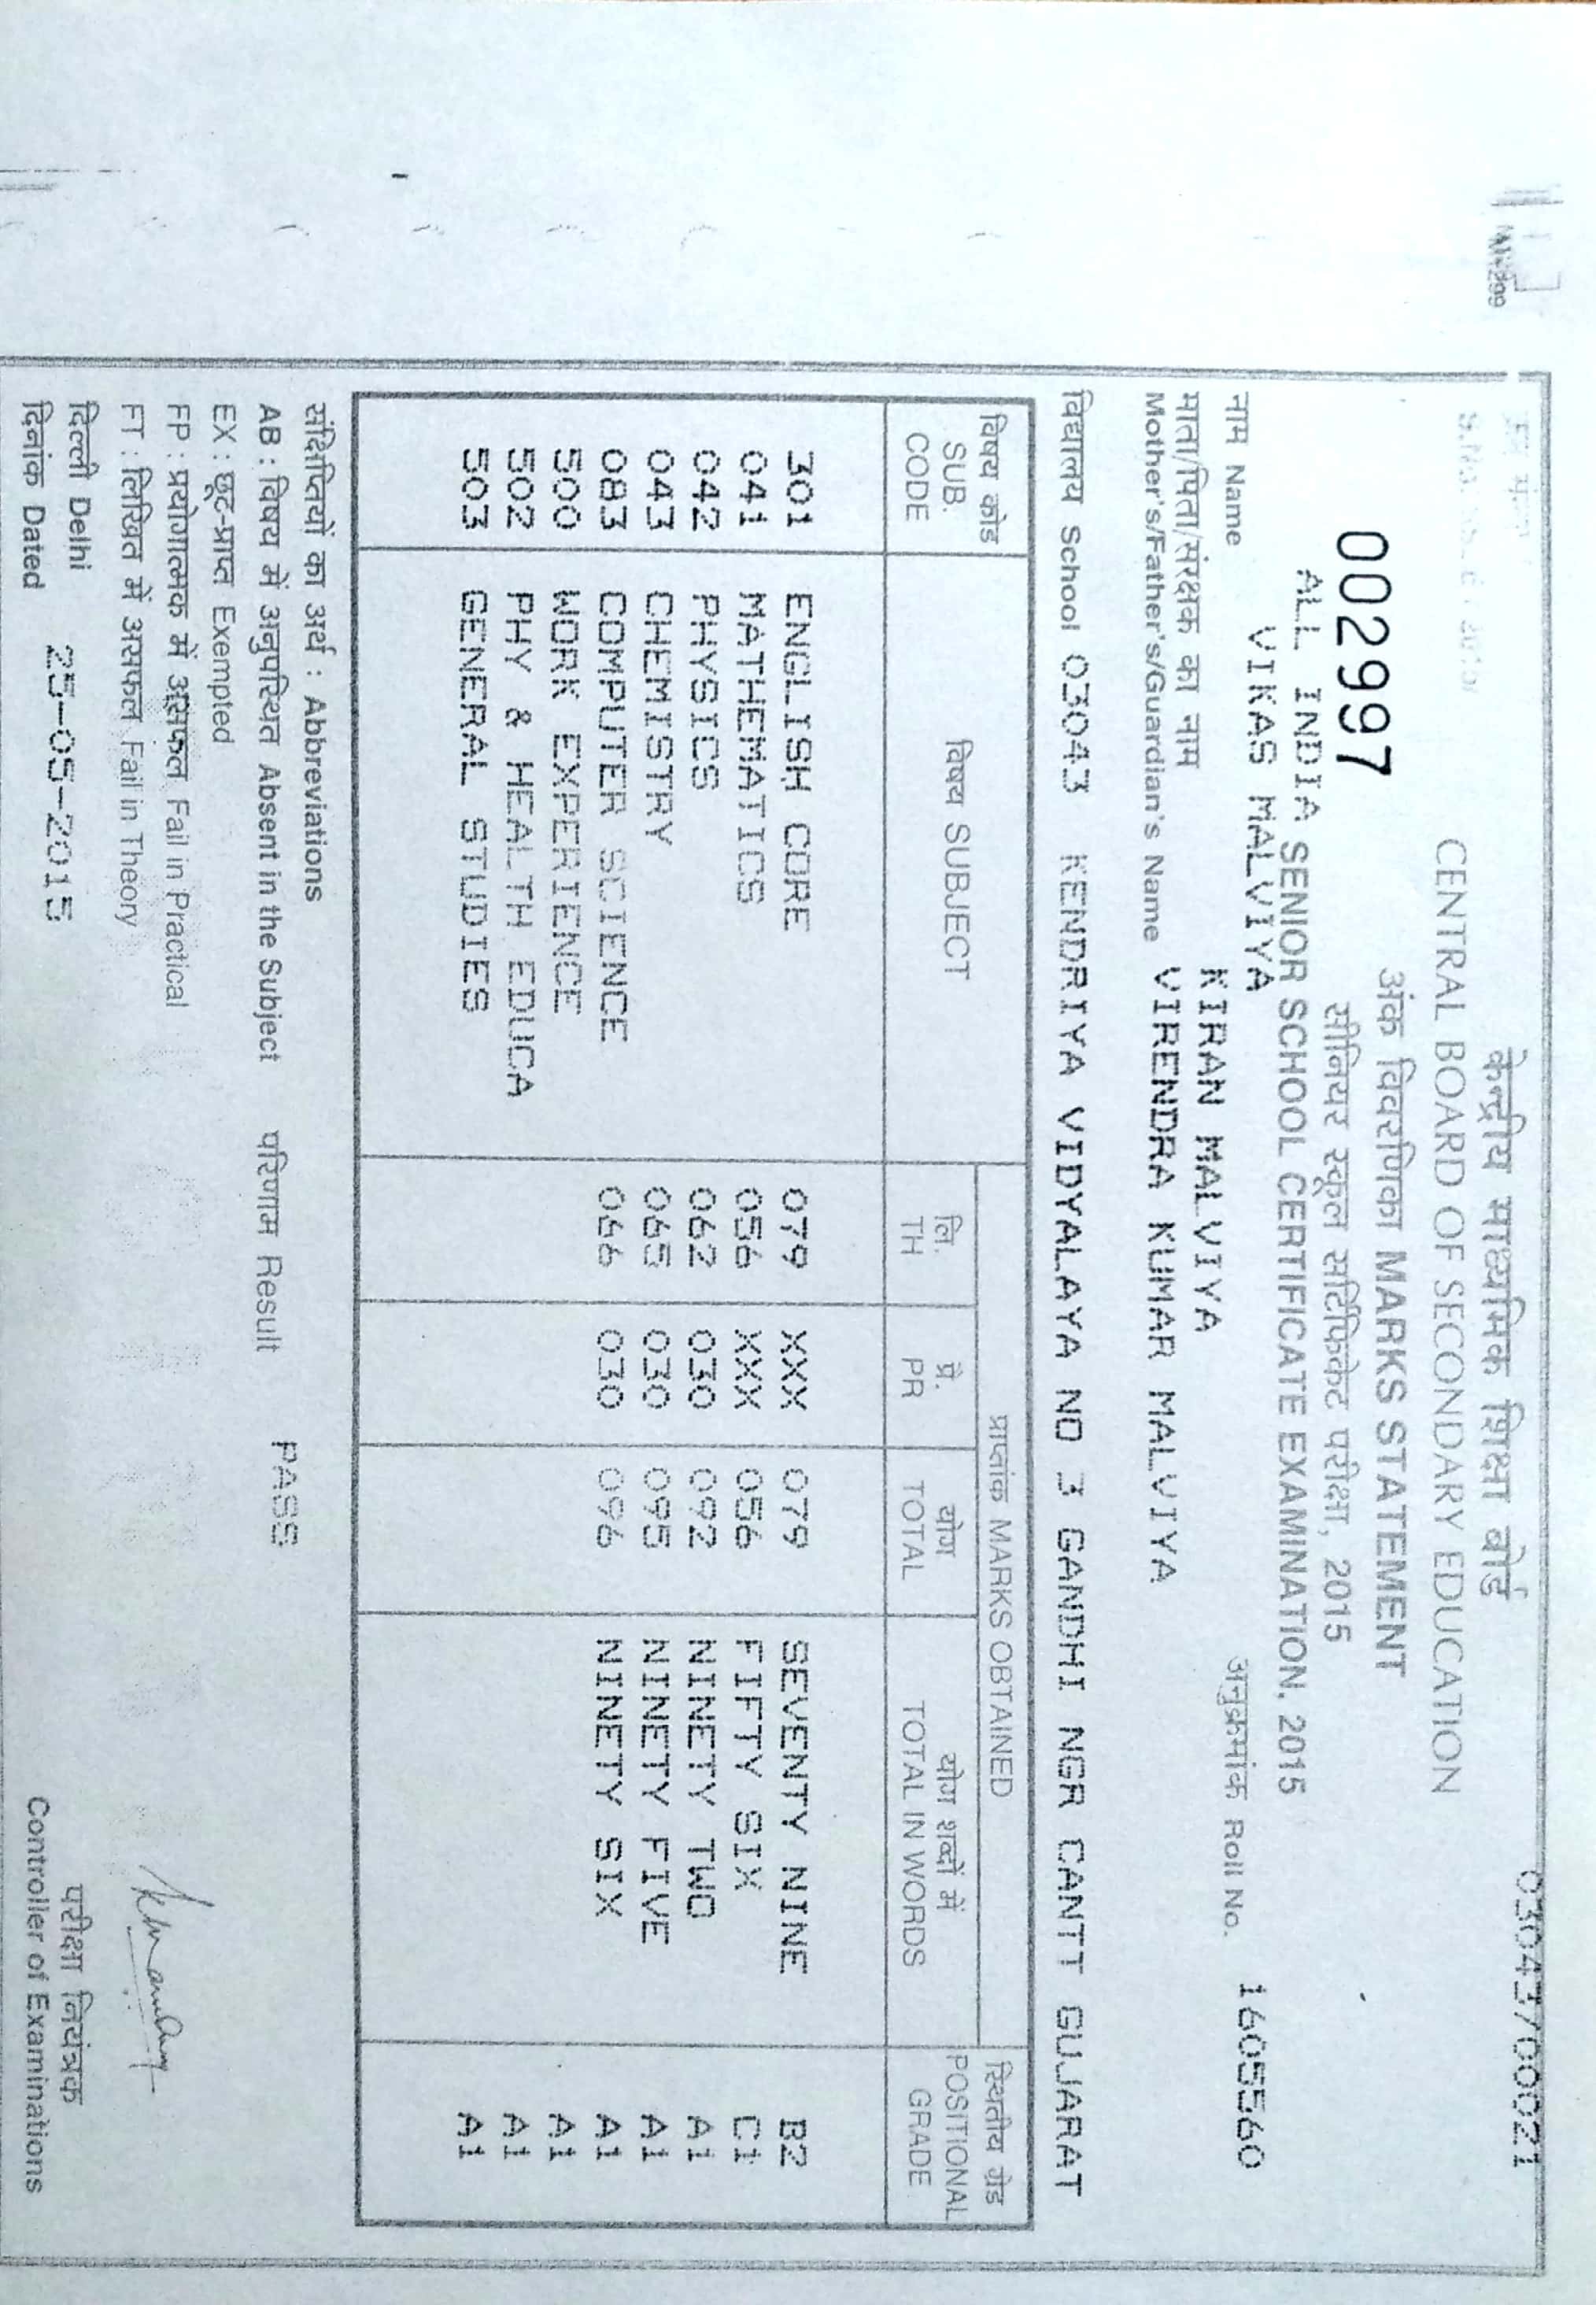 0304370002​1
केन्द्रीय माध्यमिक शिक्षा बोर्ड
CENTRAL BOARD OF SECONDARY EDUCATION
002997
अंक विवरणिका MARKS STATEMENT
सीनियर स्कूल सर्टिफिकेट परीक्षा, 2015
ALL INDIA SENIOR SCHOOL CERTIFICATE EXAMINATION, 2015
नाम Name VIKAS MALVIYA अनुक्रमांक Roll No. 1605560
माता/पिता/संरक्षक का नाम KIRAN MALVIYA
Mother's/Father's/Guardian's Name VIRENDRA KUMAR MALVIYA
विद्यालय School 03043 KENDRIYA VIDYALAYA NO 3 GANDHI NGR CANTT GUJARAT
विषय कोड SUB. CODE विषय SUBJECT प्राप्तांक MARKS OBTAINED स्थितीय ग्रेड POSITIONAL GRADE
लि. TH प्रै. PR योग TOTAL योग शब्दों में TOTAL IN WORDS
301 ENGLISH CORE 079 XXX 079 SEVENTY NINE B2
041 MATHEMATICS 056 XXX 056 FIFTY SIX C1
042 PHYSICS 062 030 092 NINETY TWO A1
043 CHEMISTRY 065 030 095 NINETY FIVE A1
083 COMPUTER SCIENCE 066 030 096 NINETY SIX A1
500 WORK EXPERIENCE A1
502 PHY & HEALTH EDUCA A1
503 GENERAL STUDIES A1
संक्षिप्तियों का अर्थ : Abbreviations
AB : विषय में अनुपस्थित Absent in the Subject परिणाम Result PASS
EX : छूट-प्राप्त Exempted
FP : प्रयोगात्मक में असफल Fail in Practical
FT : लिखित में असफल Fail in Theory
दिल्ली Delhi परीक्षा नियंत्रक
दिनांक Dated 25-05-2015 Controller of Examinations